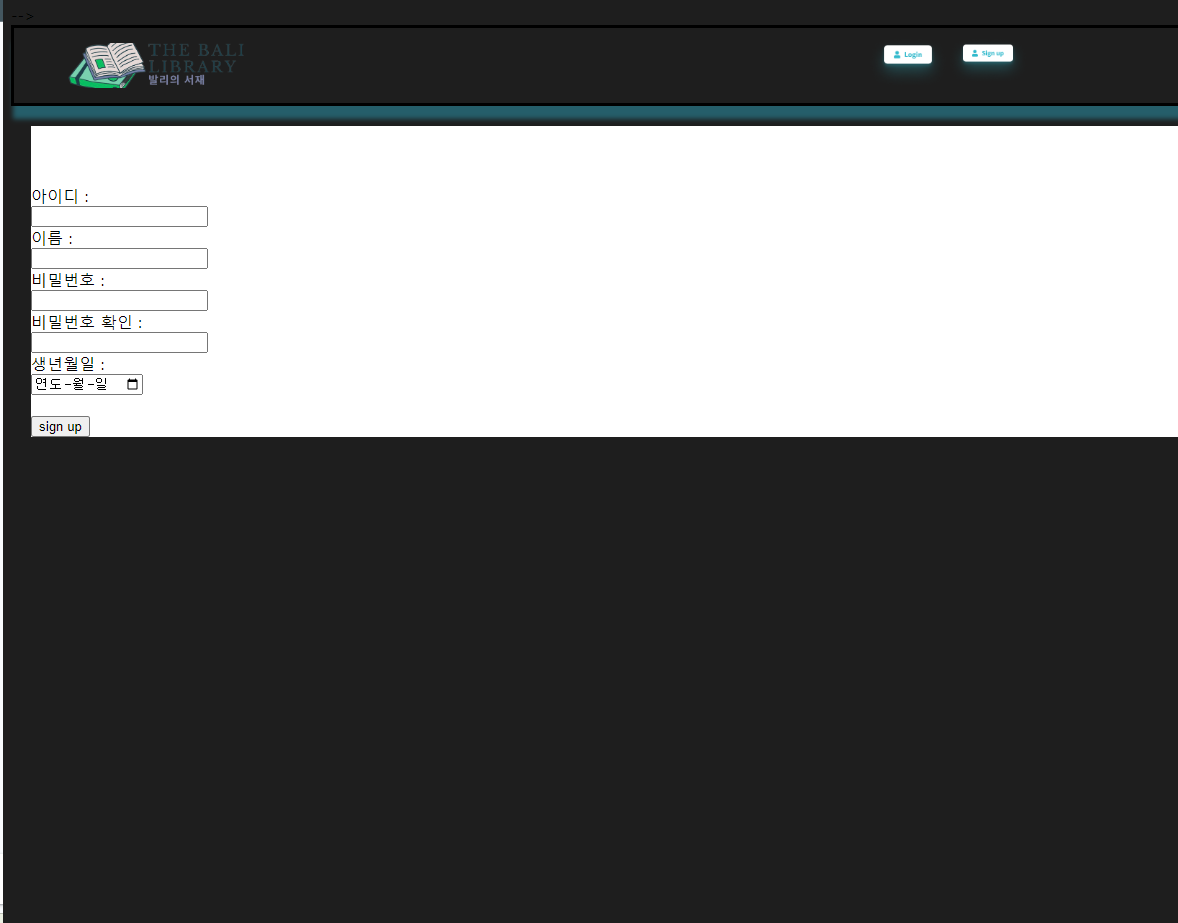 -->
THE BALI
LIBRARY
발리의 서재
Login
Sign up
아이디 :
이름 :
비밀번호 :
비밀번호 확인 :
생년월일 :
연도-월-일
sign up